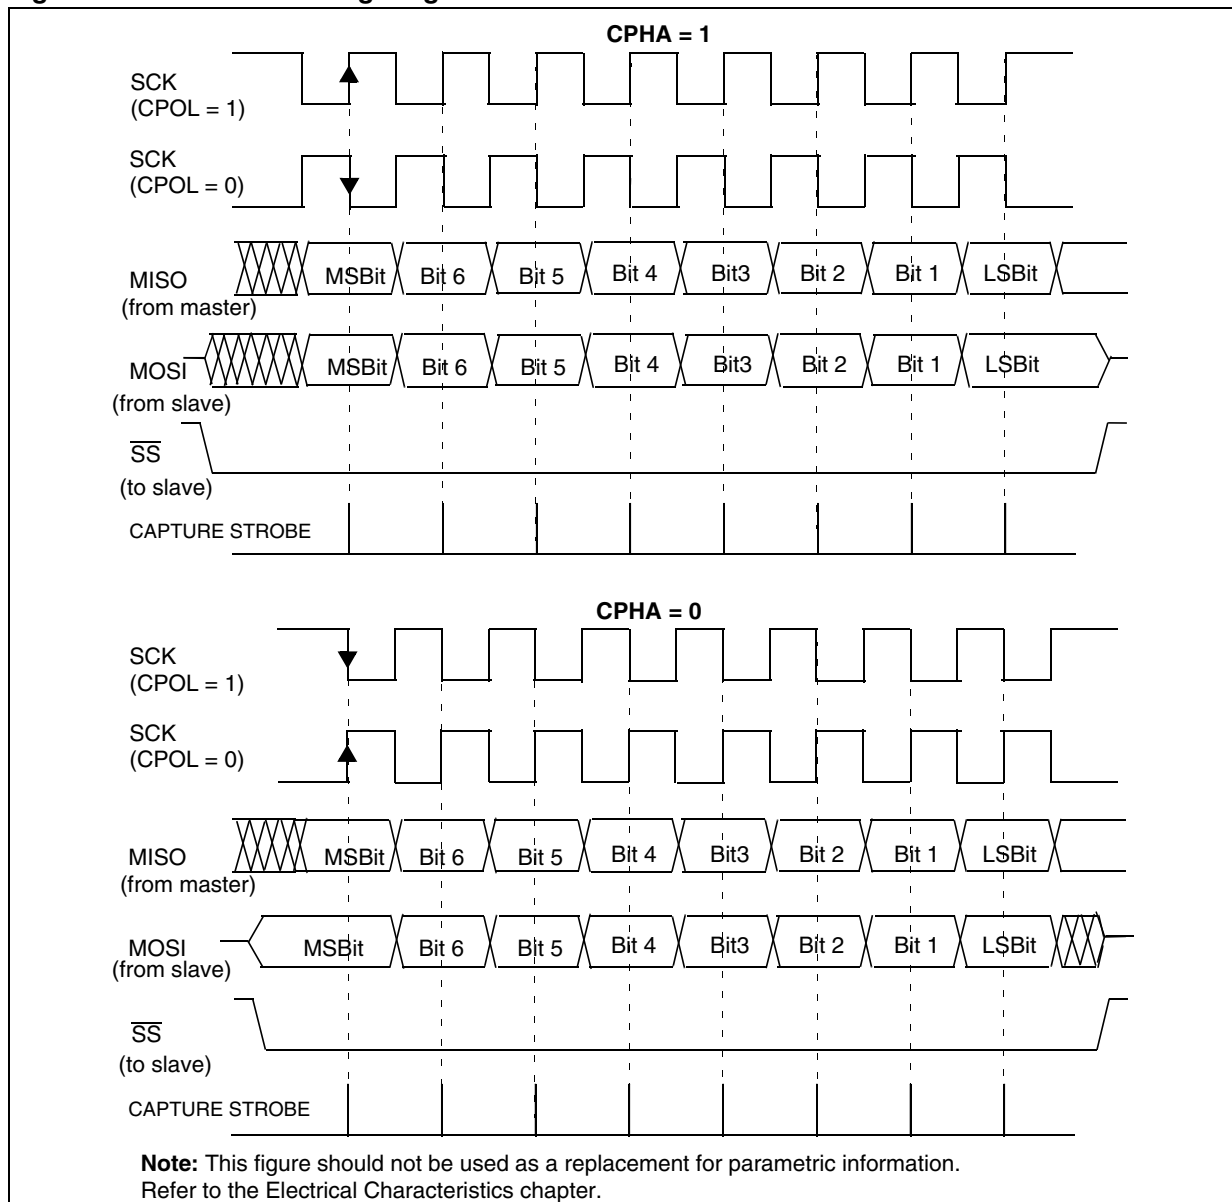 CPHA = 1
SCK
(CPOL = 1)
SCK
(CPOL = 0)
MISO
(from master)
MSBit Bit 6 Bit 5 Bit 4 Bit3 Bit 2 Bit 1 LSBit
MOSI
(from slave)
MSBit Bit 6 Bit 5 Bit 4 Bit3 Bit 2 Bit 1 LSBit
SS
(to slave)
CAPTURE STROBE
CPHA = 0
SCK
(CPOL = 1)
SCK
(CPOL = 0)
MISO
(from master)
MSBit Bit 6 Bit 5 Bit 4 Bit3 Bit 2 Bit 1 LSBit
MOSI
(from slave)
MSBit Bit 6 Bit 5 Bit 4 Bit3 Bit 2 Bit 1 LSBit
SS
(to slave)
CAPTURE STROBE
Note: This figure should not be used as a replacement for parametric information.
Refer to the Electrical Characteristics chapter.